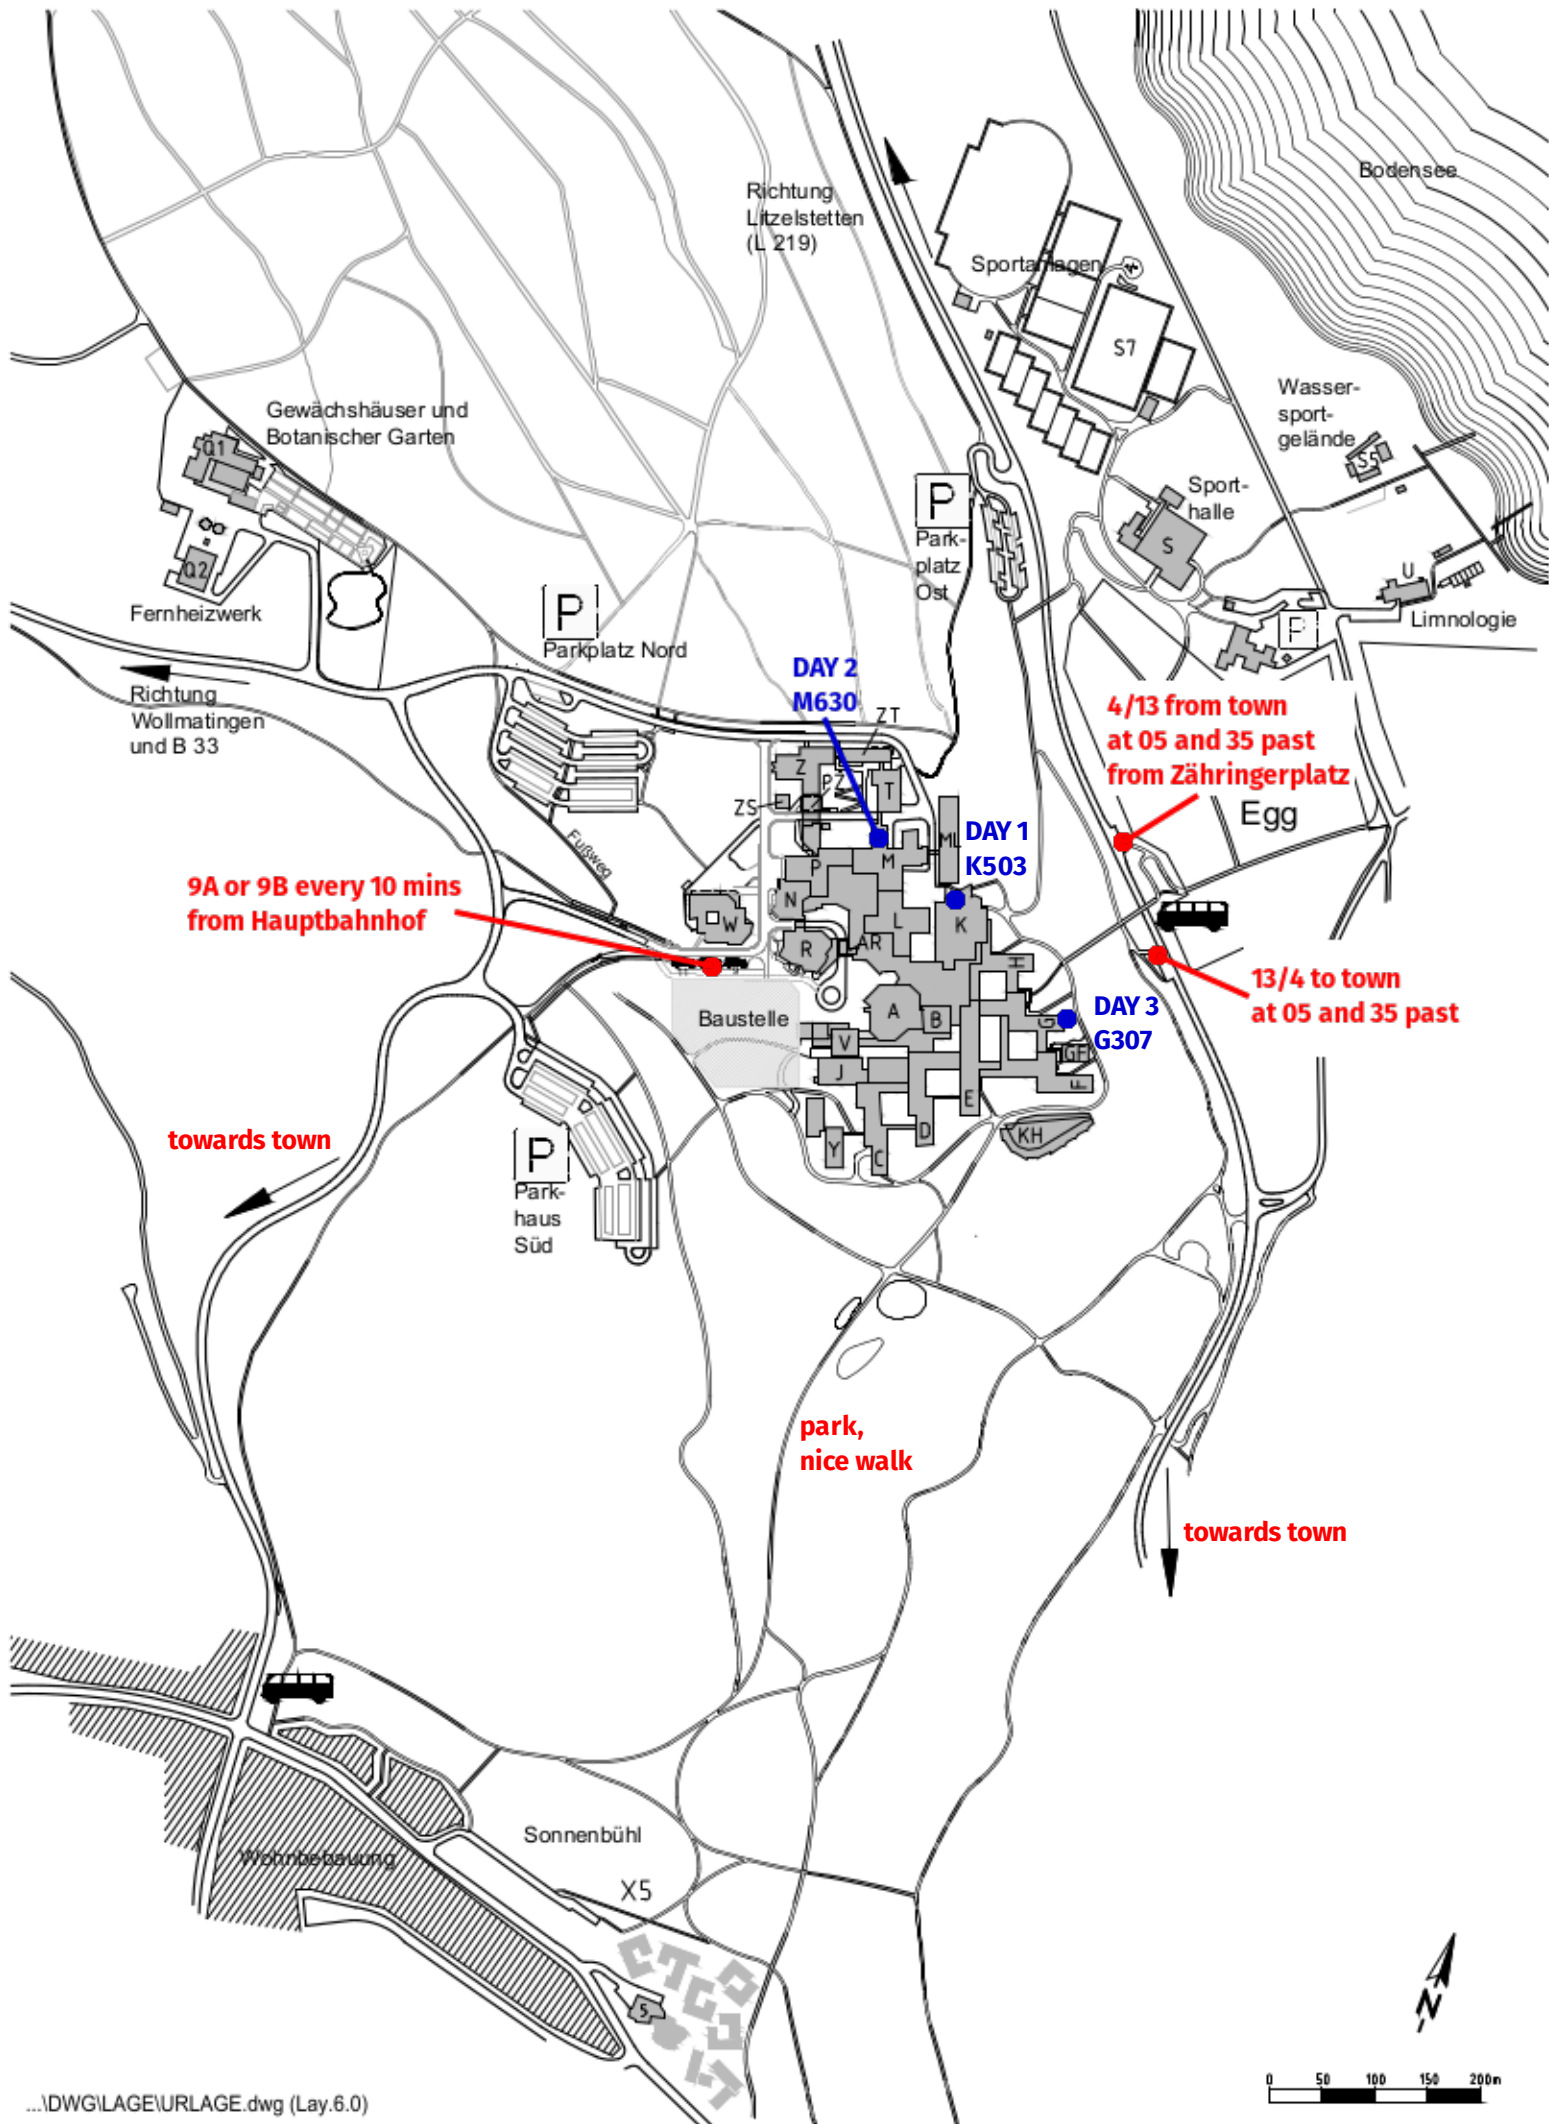 Bodensee
Richtung
Litzelstetten
(L 219)
Sportanlagen
S7
Wasser-
sport-
gelände
S5
Gewächshäuser und
Botanischer Garten
Q1
Q2
Fernheizwerk
P
Park-
platz
Ost
Sport-
halle
S
U
Limnologie
P
P
Parkplatz Nord
Richtung
Wollmatingen
und B 33
DAY 2
M630
ZT
Z
PZ
T
ZS
4/13 from town
at 05 and 35 past
from Zähringerplatz
Egg
ML
DAY 1
K503
Fußweg
P
M
9A or 9B every 10 mins
from Hauptbahnhof
N
W
L
K
R
AR
H
13/4 to town
at 05 and 35 past
Baustelle
A
B
G
DAY 3
G307
V
GF
J
F
E
D
KH
Y
C
towards town
P
Park-
haus
Süd
park,
nice walk
towards town
Sonnenbühl
Wohnbebauung
X5
5
N
0 50 100 150 200m
...\DWG\LAGE\URLAGE.dwg (Lay.6.0)